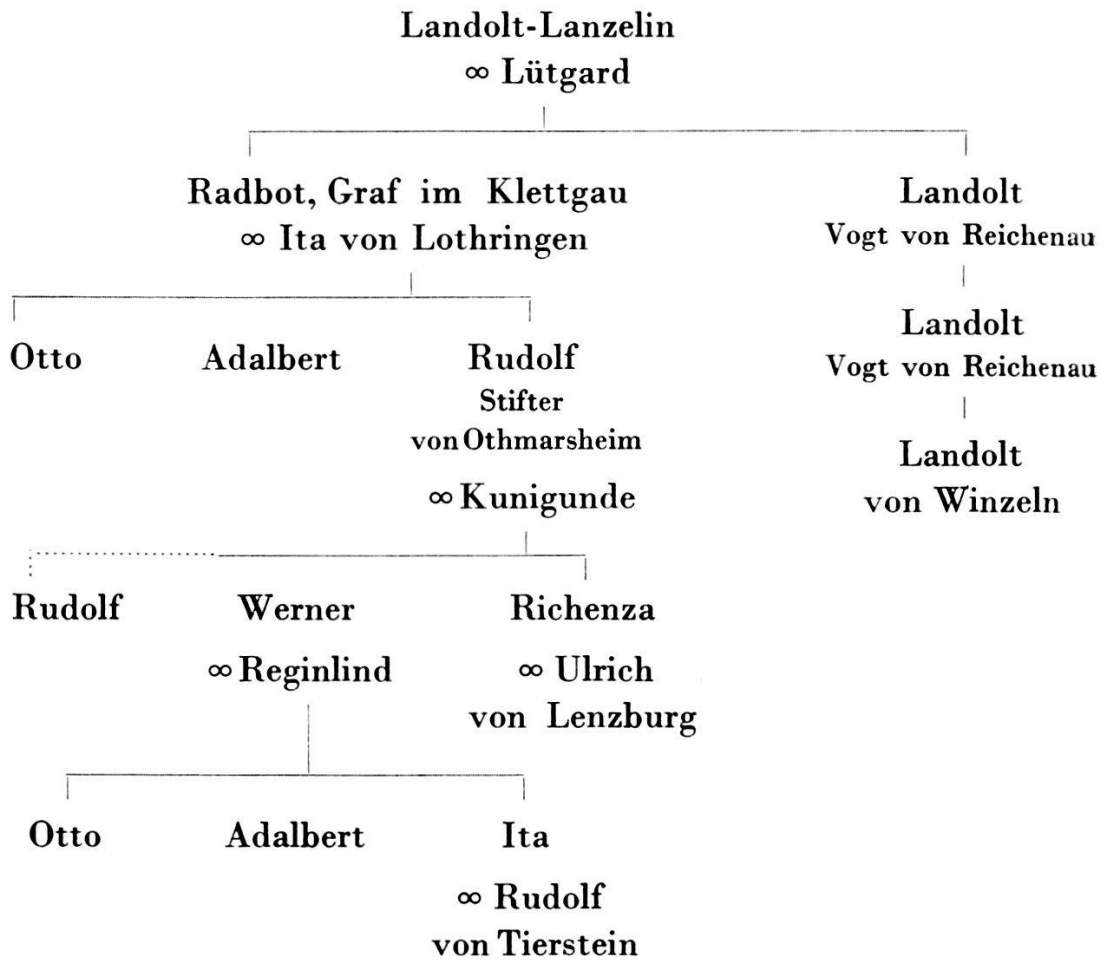 Landolt-Lanzelin
∞ Lütgard
Radbot, Graf im Klettgau
∞ Ita von Lothringen
Landolt
Vogt von Reichenau
Otto
Adalbert
Rudolf
Stifter
von Othmarsheim
∞ Kunigunde
Landolt
Vogt von Reichenau
Landolt
von Winzeln
Rudolf
Werner
∞ Reginlind
Richenza
∞ Ulrich
von Lenzburg
Otto
Adalbert
Ita
∞ Rudolf
von Tierstein